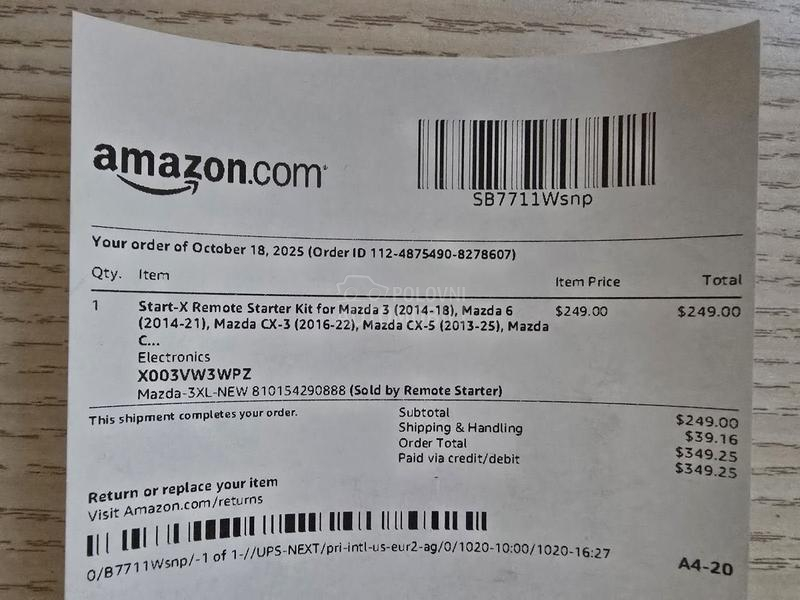 amazon.com
SB7711Wsnp
Your order of October 18, 2025 (Order ID 112-4875490-8278607)
Qty. Item Item Price Total
1 Start-X Remote Starter Kit for Mazda 3 (2014-18), Mazda 6 $249.00 $249.00
(2014-21), Mazda CX-3 (2016-22), Mazda CX-5 (2013-25), Mazda
C...
Electronics
X003VW3WPZ
Mazda-3XL-NEW 810154290888 (Sold by Remote Starter)
This shipment completes your order.
Subtotal $249.00
Shipping & Handling $39.16
Order Total $349.25
Paid via credit/debit $349.25
Return or replace your item
Visit Amazon.com/returns
0/B7711Wsnp/-1 of 1-//UPS-NEXT/pri-intl-us-eur2-ag/0/1020-10:00/1020-16:27
A4-20
POLOVNI